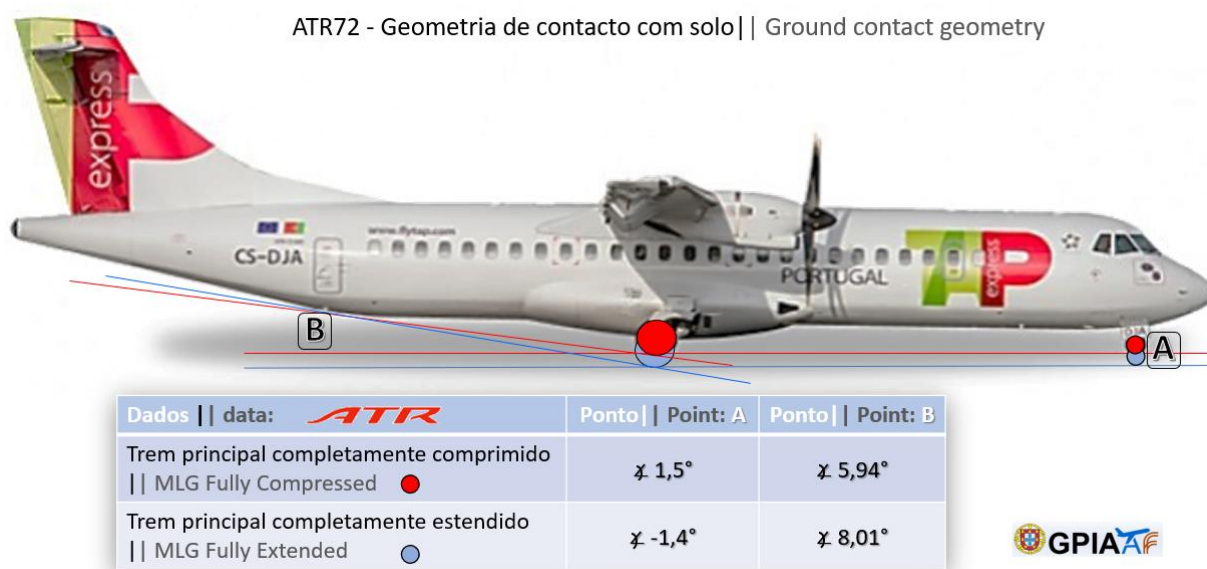 ATR72 - Geometria de contacto com solo|| Ground contact geometry
express
www.flytap.com
CS-DJA
PORTUGAL
TAP
express
DJA
B
A
Dados || data: ATR Ponto|| Point: A Ponto|| Point: B
Trem principal completamente comprimido
|| MLG Fully Compressed
∡ 1,5° ∡ 5,94°
Trem principal completamente estendido
|| MLG Fully Extended
∡ -1,4° ∡ 8,01°
GPIAAF